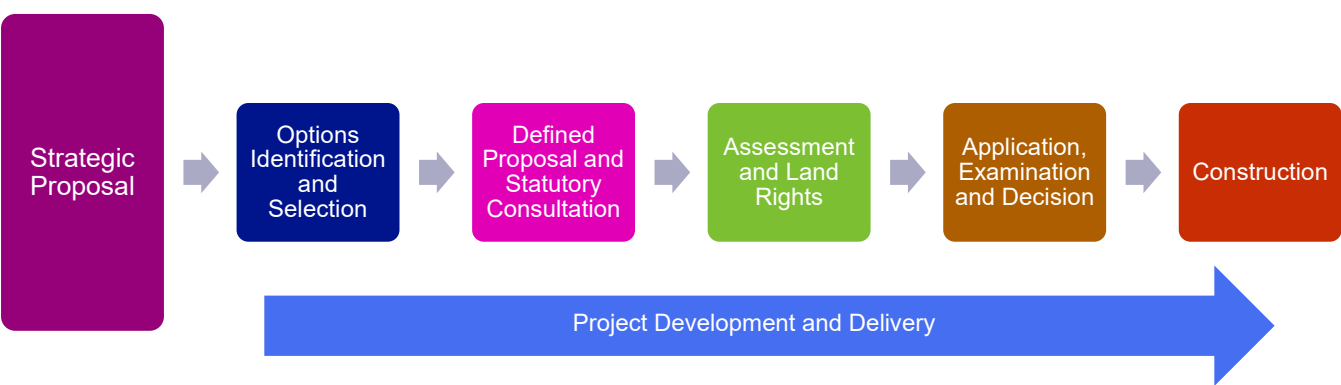 Strategic
Proposal
Options
Identification
and
Selection
Defined
Proposal and
Statutory
Consultation
Assessment
and Land
Rights
Application,
Examination
and Decision
Construction
Project Development and Delivery